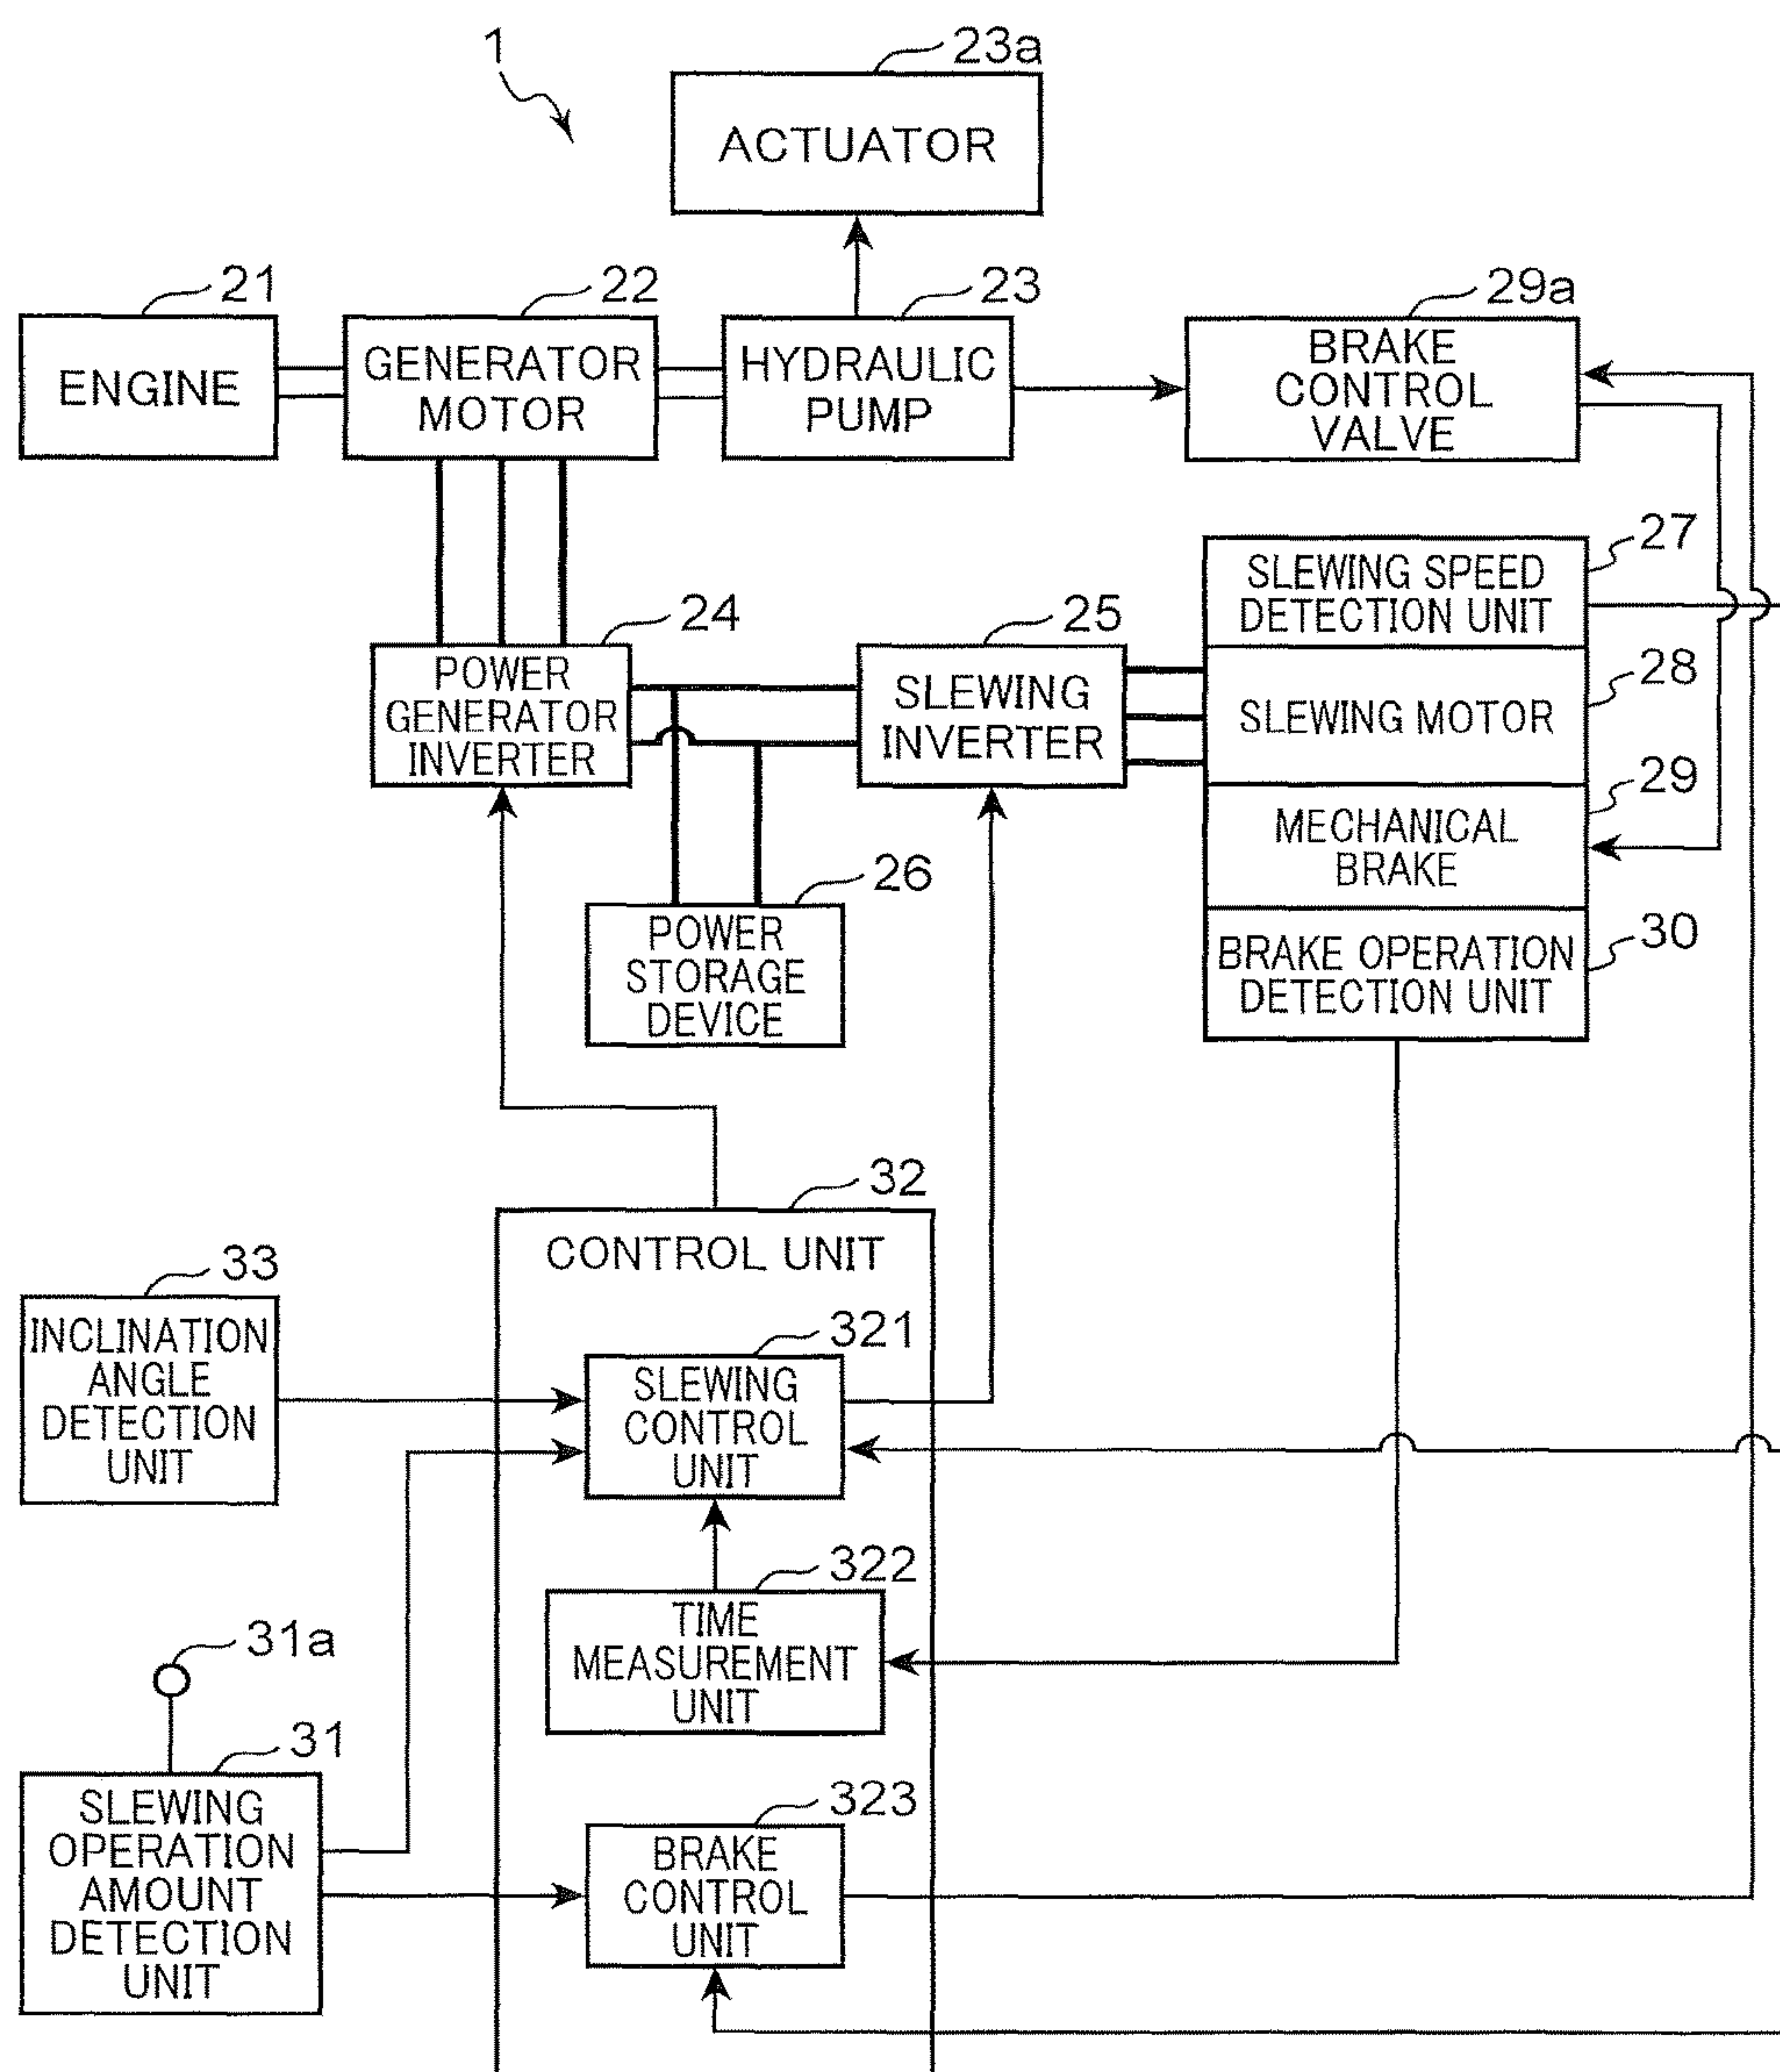 1
23a
ACTUATOR
21
22
23
29a
ENGINE
GENERATOR
MOTOR
HYDRAULIC
PUMP
BRAKE
CONTROL
VALVE
27
SLEWING SPEED
DETECTION UNIT
24
25
28
POWER
GENERATOR
INVERTER
SLEWING
INVERTER
SLEWING MOTOR
29
MECHANICAL
BRAKE
26
POWER
STORAGE
DEVICE
30
BRAKE OPERATION
DETECTION UNIT
32
CONTROL UNIT
33
INCLINATION
ANGLE
DETECTION
UNIT
321
SLEWING
CONTROL
UNIT
322
TIME
MEASUREMENT
UNIT
31a
31
SLEWING
OPERATION
AMOUNT
DETECTION
UNIT
323
BRAKE
CONTROL
UNIT